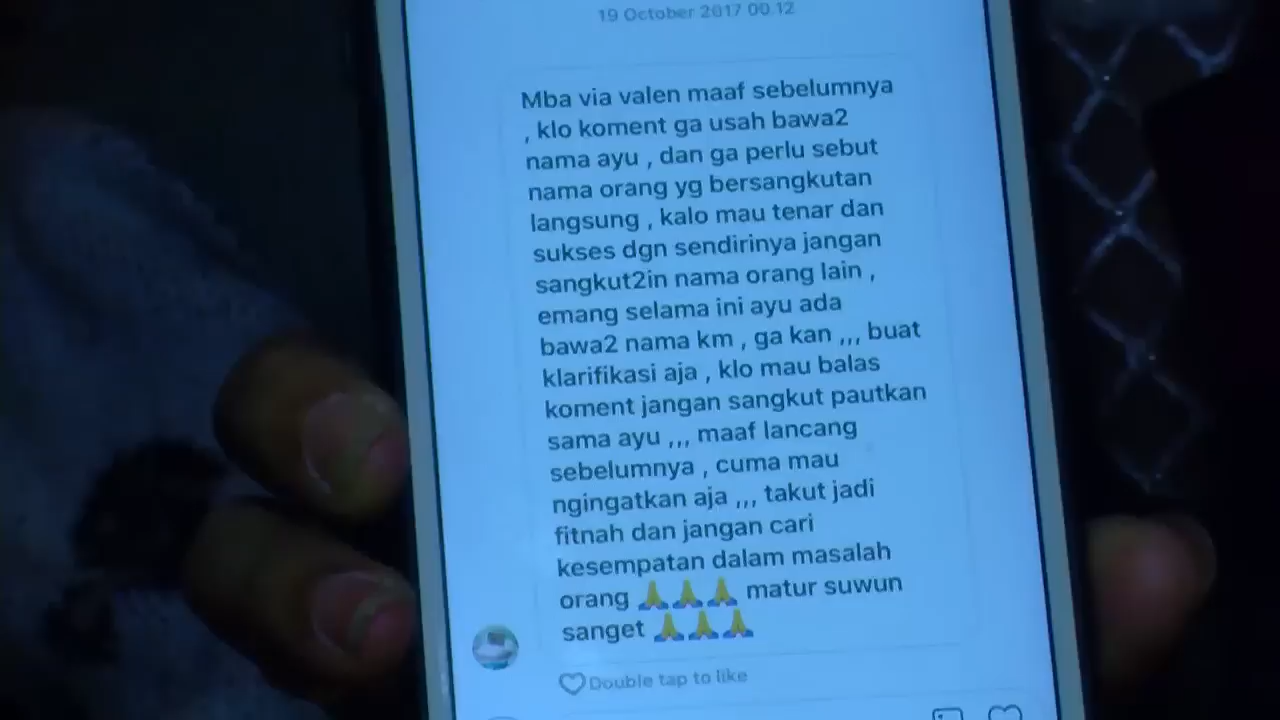 19 October 2017 00.12
Mba via valen maaf sebelumnya
, klo koment ga usah bawa2
nama ayu , dan ga perlu sebut
nama orang yg bersangkutan
langsung , kalo mau tenar dan
sukses dgn sendirinya jangan
sangkut2in nama orang lain ,
emang selama ini ayu ada
bawa2 nama km , ga kan ,,, buat
klarifikasi aja , klo mau balas
koment jangan sangkut pautkan
sama ayu ,,, maaf lancang
sebelumnya , cuma mau
ngingatkan aja ,,, takut jadi
fitnah dan jangan cari
kesempatan dalam masalah
orang 🙏🙏🙏 matur suwun
sanget 🙏🙏🙏
Double tap to like